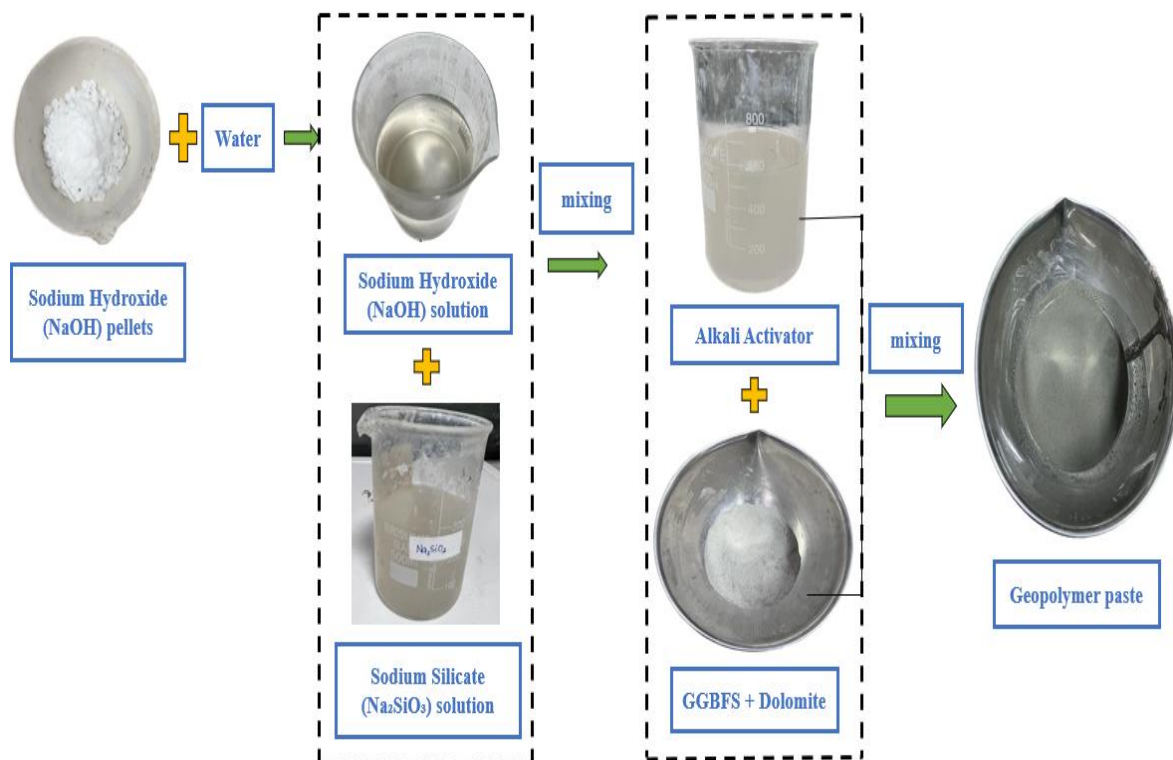 Water
Sodium Hydroxide
(NaOH) pellets
Sodium Hydroxide
(NaOH) solution
Na₂SiO₃
Sodium Silicate
(Na₂SiO₃) solution
mixing
800
400
200
Alkali Activator
GGBFS + Dolomite
mixing
Geopolymer paste